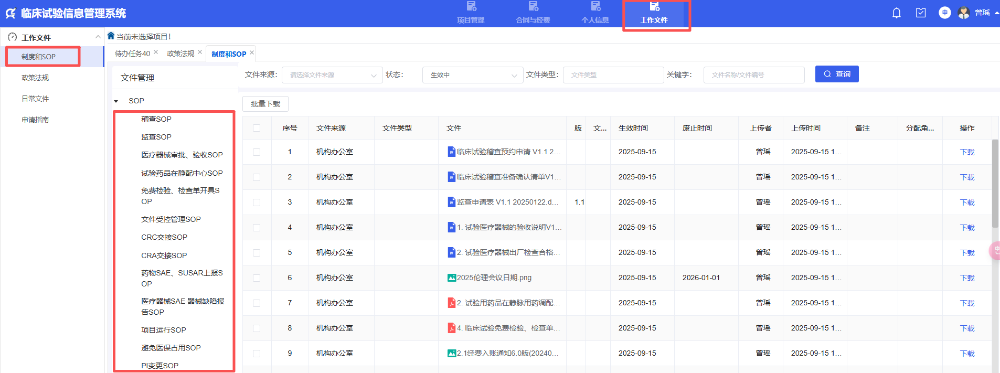 临床试验信息管理系统
项目管理
合同与经费
个人信息
工作文件
申
曾瑶
工作文件
制度和SOP
政策法规
日常文件
申请指南
当前未选择项目！
待办任务40
政策法规
制度和SOP
文件管理
SOP
稽查SOP
监查SOP
医疗器械审批、验收SOP
试验药品在静配中心SOP
免费检验、检查单开具S
OP
文件受控管理SOP
CRC交接SOP
CRA交接SOP
药物SAE、SUSAR上报S
OP
医疗器械SAE 器械缺陷报
告SOP
项目运行SOP
避免医保占用SOP
PI变更SOP
文件来源： 请选择文件来源 状态： 生效中 文件类型： 文件类型 关键字： 文件名称/文件编号 查询
批量下载
序号 文件来源 文件类型 文件 版 文... 生效时间 废止时间 上传者 上传时间 备注 分配角... 操作
1 机构办公室 临床试验稽查预约申请 V1.1 2... 2025-09-15 曾瑶 2025-09-15 1... 下载
2 机构办公室 临床试验稽查准备确认清单V1... 2025-09-15 曾瑶 2025-09-15 1... 下载
3 机构办公室 监查申请表 V1.1 20250122.d... 1.1 2025-09-15 曾瑶 2025-09-15 1... 下载
4 机构办公室 1. 试验医疗器械的验收说明V1... 2025-09-15 曾瑶 2025-09-15 1... 下载
5 机构办公室 2. 试验医疗器械出厂检查合格... 2025-09-15 曾瑶 2025-09-15 1... 下载
6 机构办公室 2025伦理会议日期.png 2025-09-15 2026-01-01 曾瑶 2025-09-15 1... 下载
7 机构办公室 2. 试验用药品在静脉用药调配... 2025-09-15 曾瑶 2025-09-15 1... 下载
8 机构办公室 4. 临床试验免费检验、检查单... 2025-09-15 曾瑶 2025-09-15 1... 下载
9 机构办公室 2.1经费入账通知6.0版(20240... 2025-09-15 曾瑶 2025-09-15 1... 下载